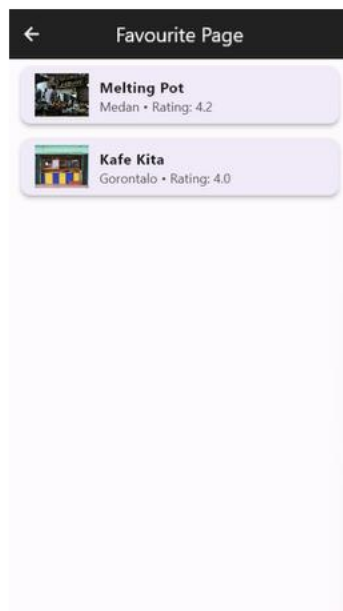 Favourite Page
Melting Pot
Medan • Rating: 4.2
Kafe Kita
Gorontalo • Rating: 4.0